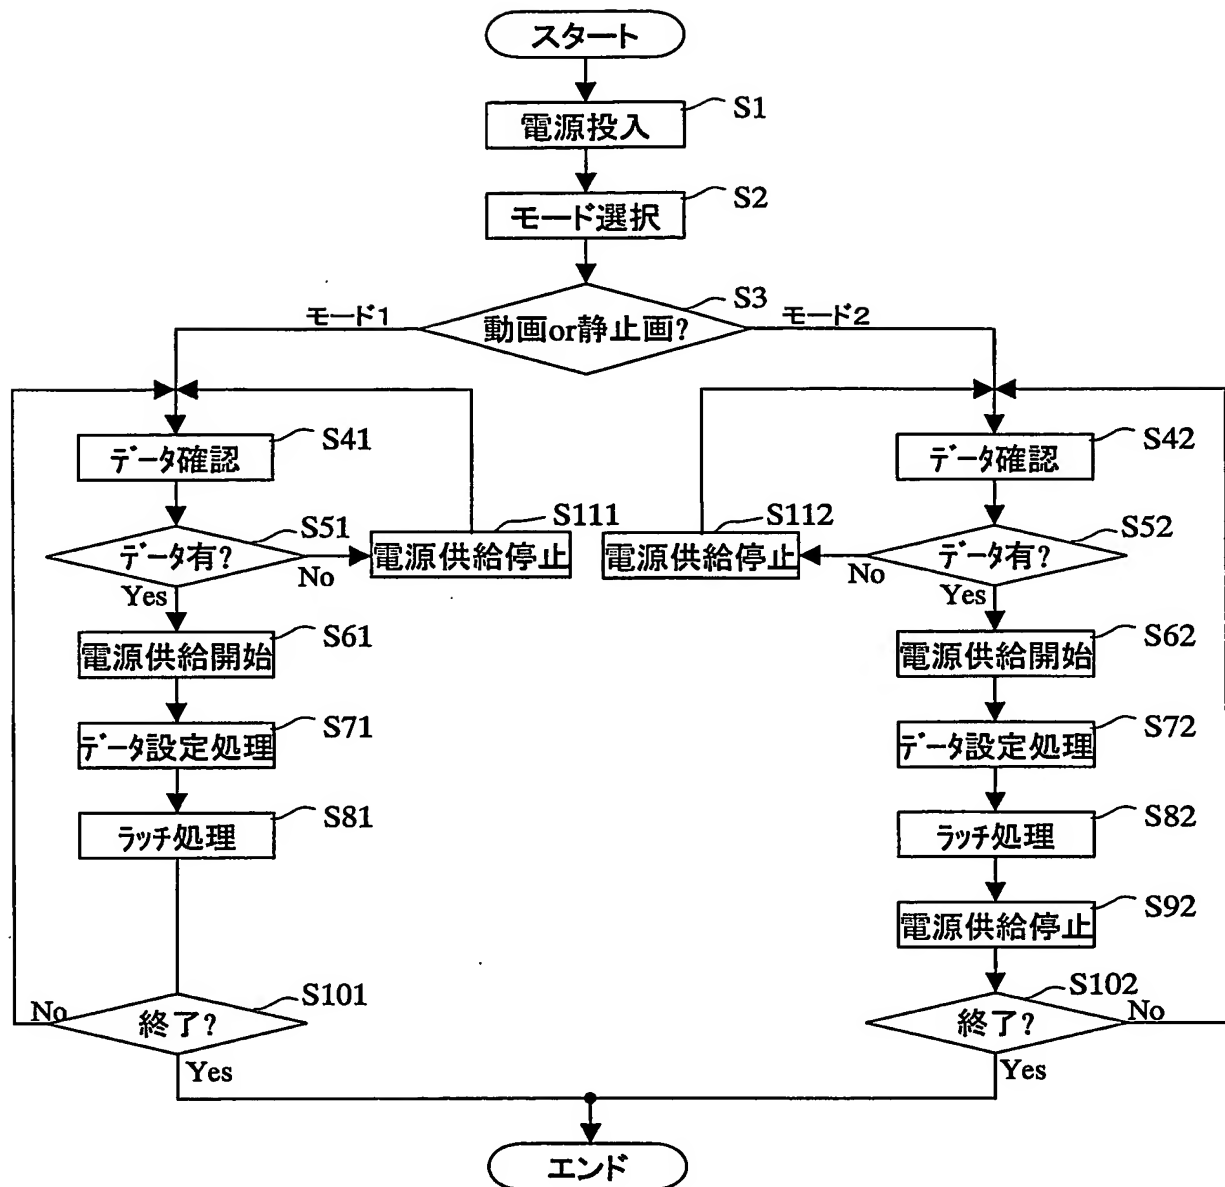 スタート
電源投入
S1
モード選択
S2
動画or静止画?
S3
モード1
モード2
データ確認
S41
データ確認
S42
データ有?
S51
No
Yes
電源供給停止
S111
電源供給停止
S112
データ有?
S52
No
Yes
電源供給開始
S61
電源供給開始
S62
データ設定処理
S71
データ設定処理
S72
ラッチ処理
S81
ラッチ処理
S82
電源供給停止
S92
終了?
S101
No
Yes
終了?
S102
No
Yes
エンド